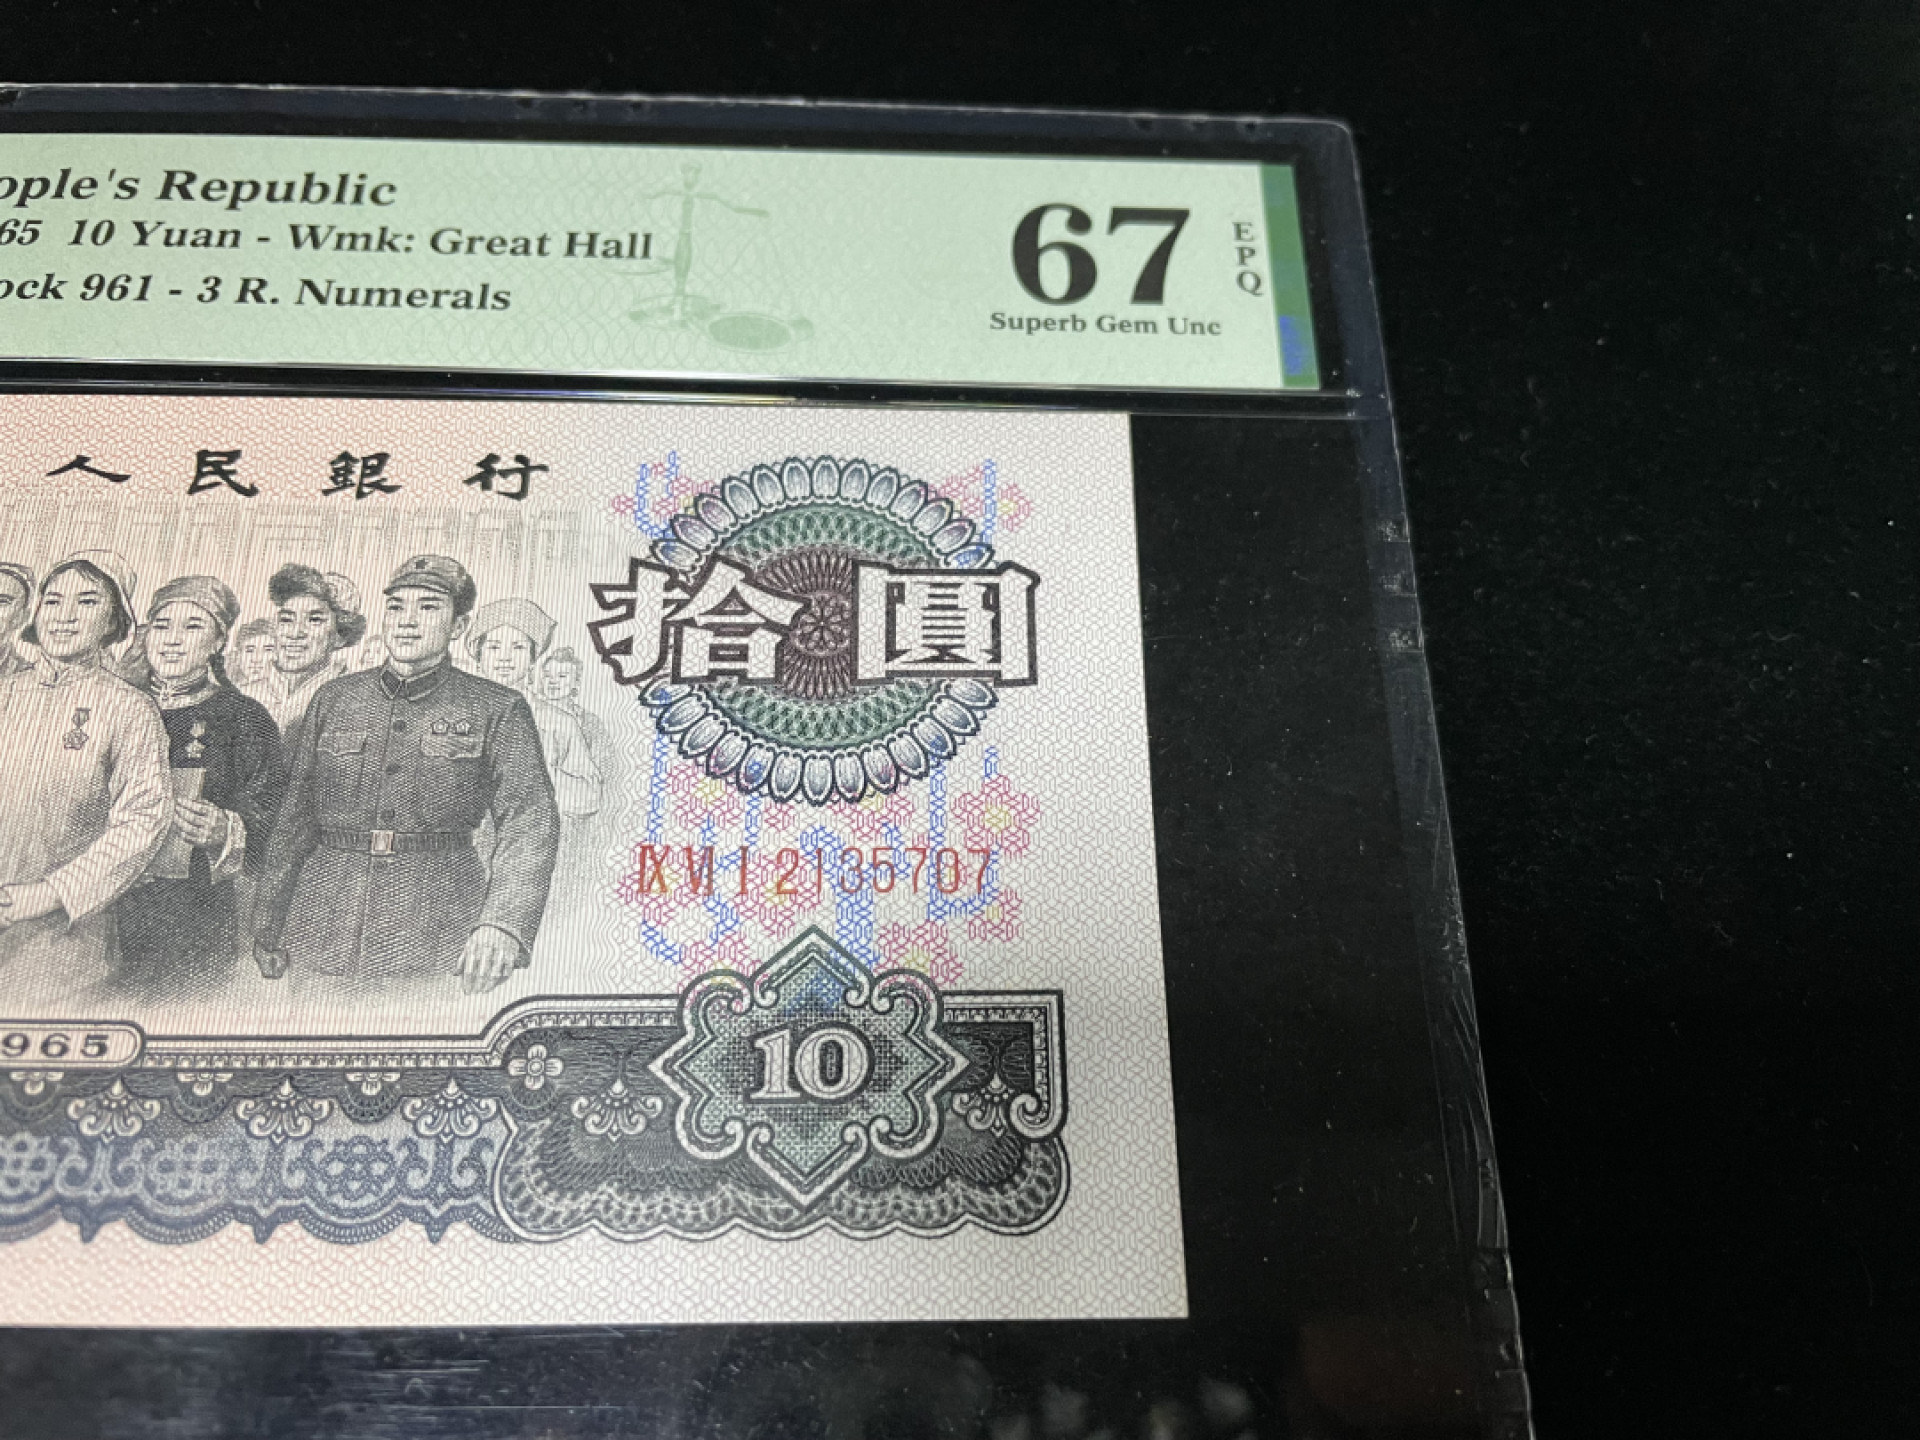 ople's Republic
65 10 Yuan - Wmk: Great Hall
ock 961 - 3 R. Numerals
67
EPQ
Superb Gem Unc
人民銀行
拾圓
IX VI I 2135707
965
10